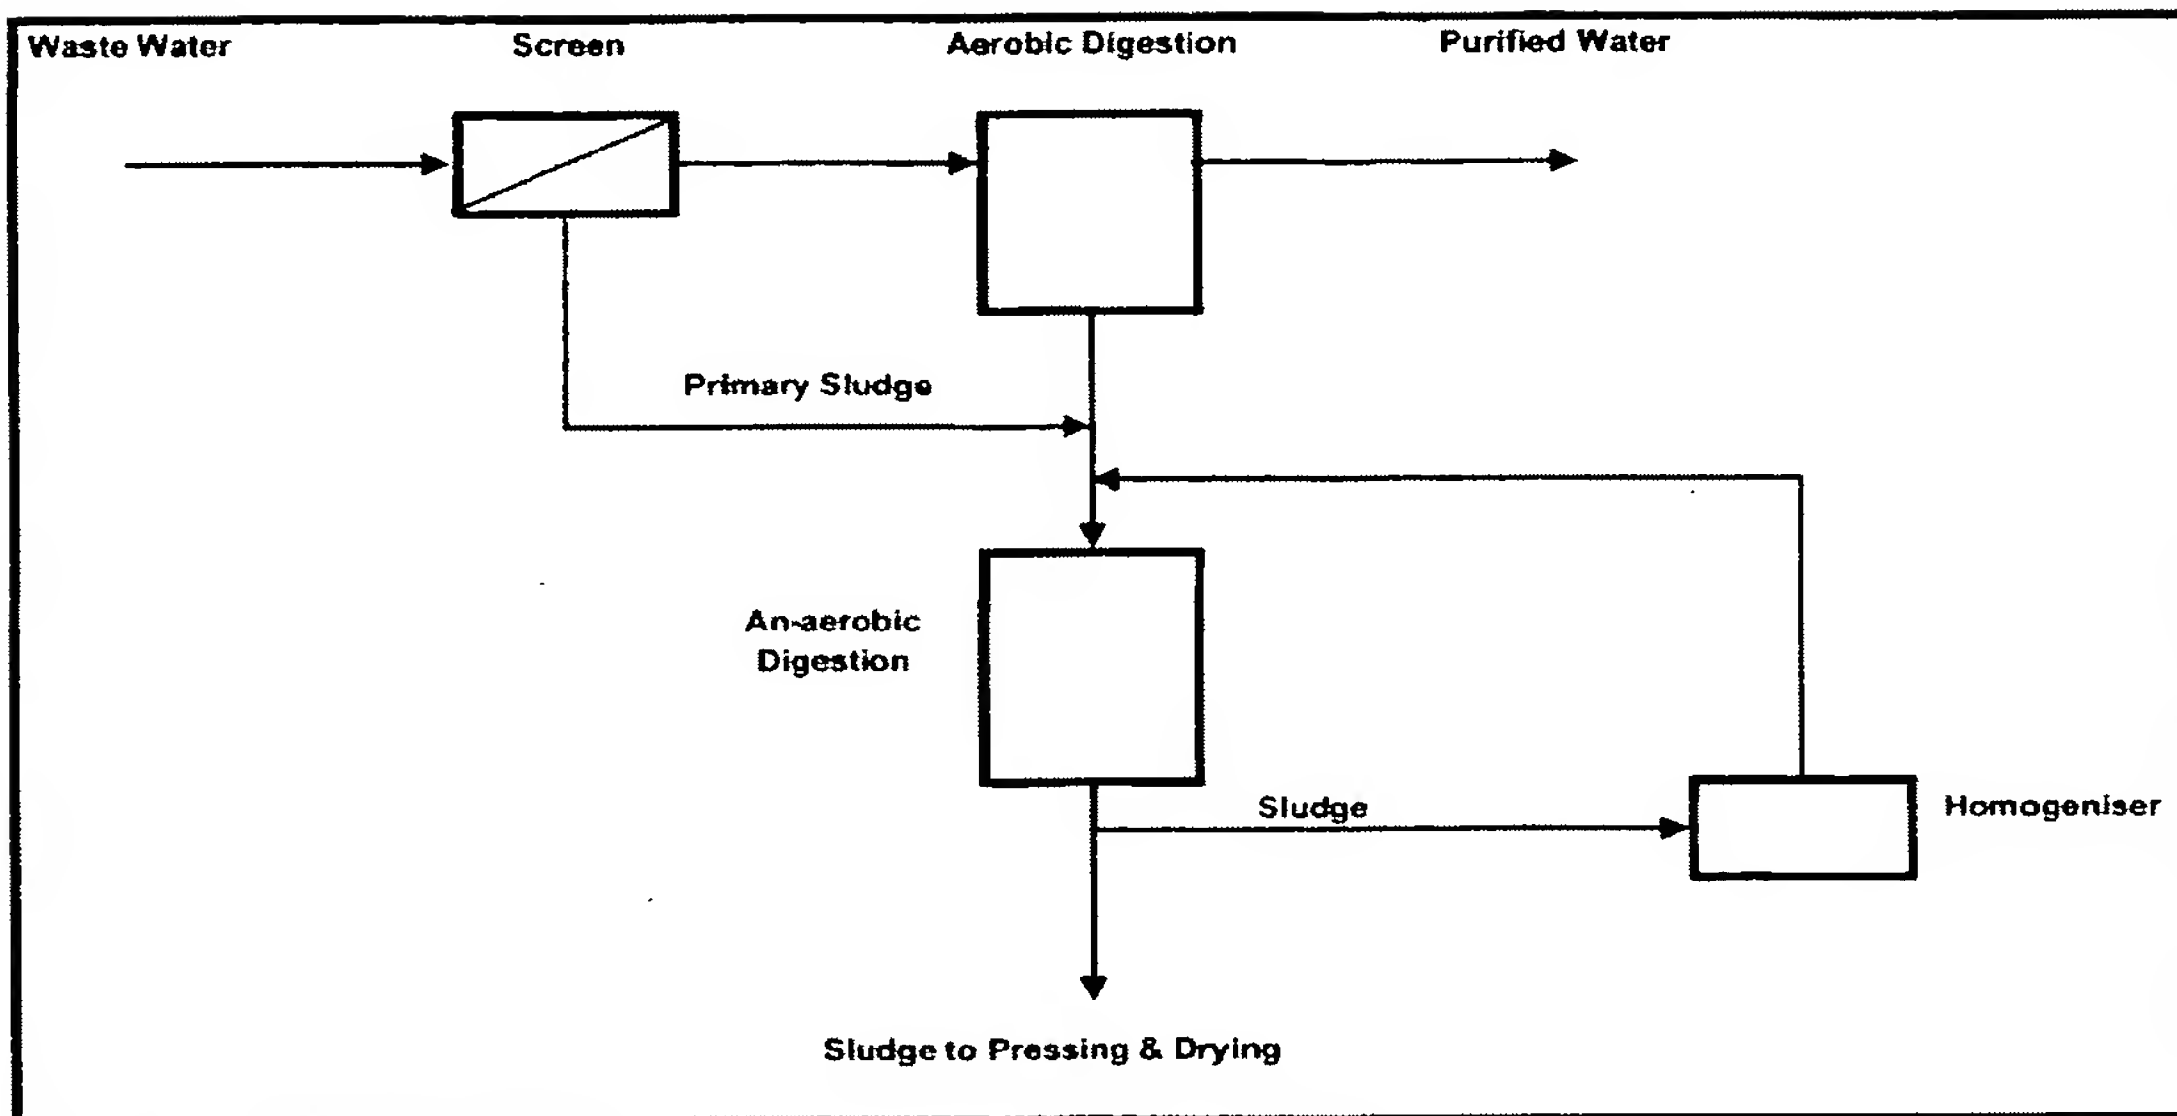 Waste Water
Screen
Aerobic Digestion
Purified Water
Primary Sludge
An-aerobic
Digestion
Sludge
Homogeniser
Sludge to Pressing & Drying